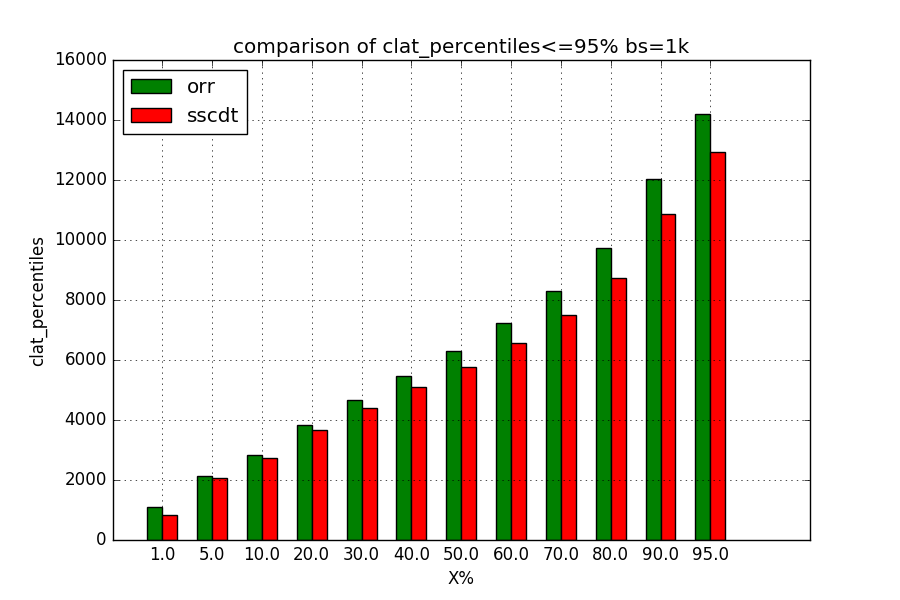 comparison of clat_percentiles<=95% bs=1k
16000
14000
12000
10000
8000
6000
4000
2000
0
clat_percentiles
orr
sscdt
1.0 5.0 10.0 20.0 30.0 40.0 50.0 60.0 70.0 80.0 90.0 95.0
X%